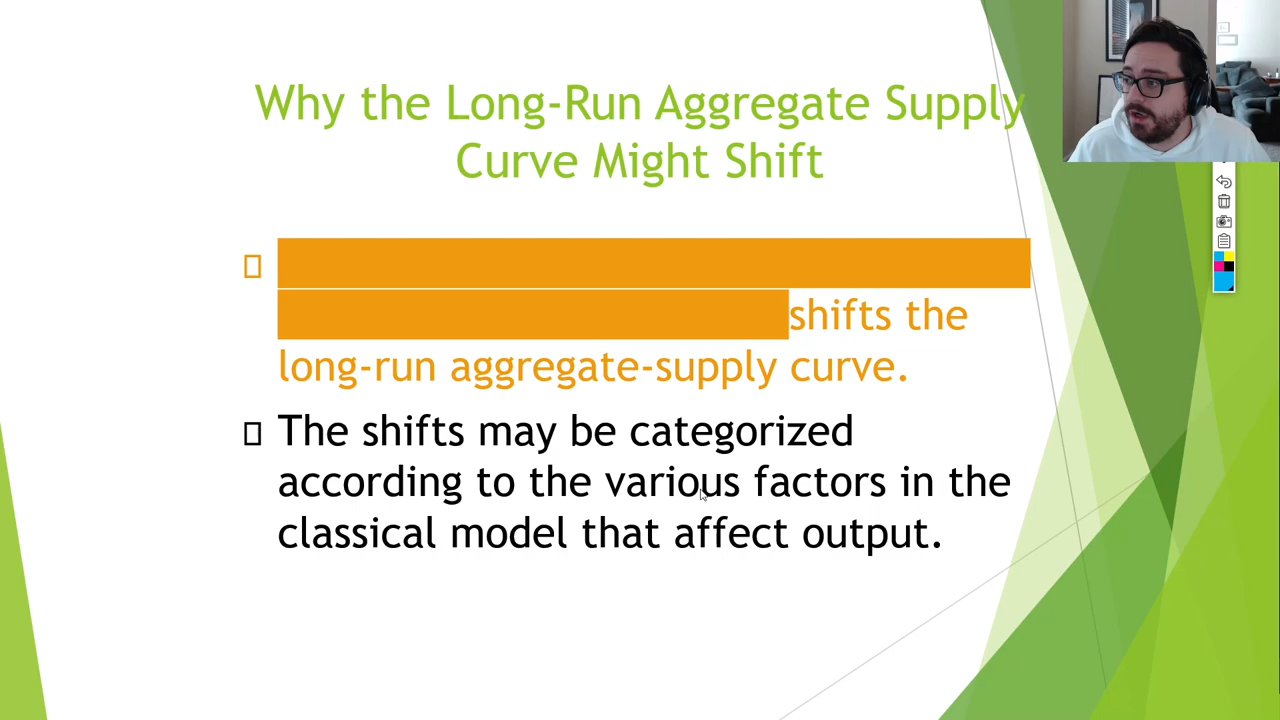 Why the Long-Run Aggregate Supply
Curve Might Shift
shifts the
long-run aggregate-supply curve.
The shifts may be categorized
according to the various factors in the
classical model that affect output.